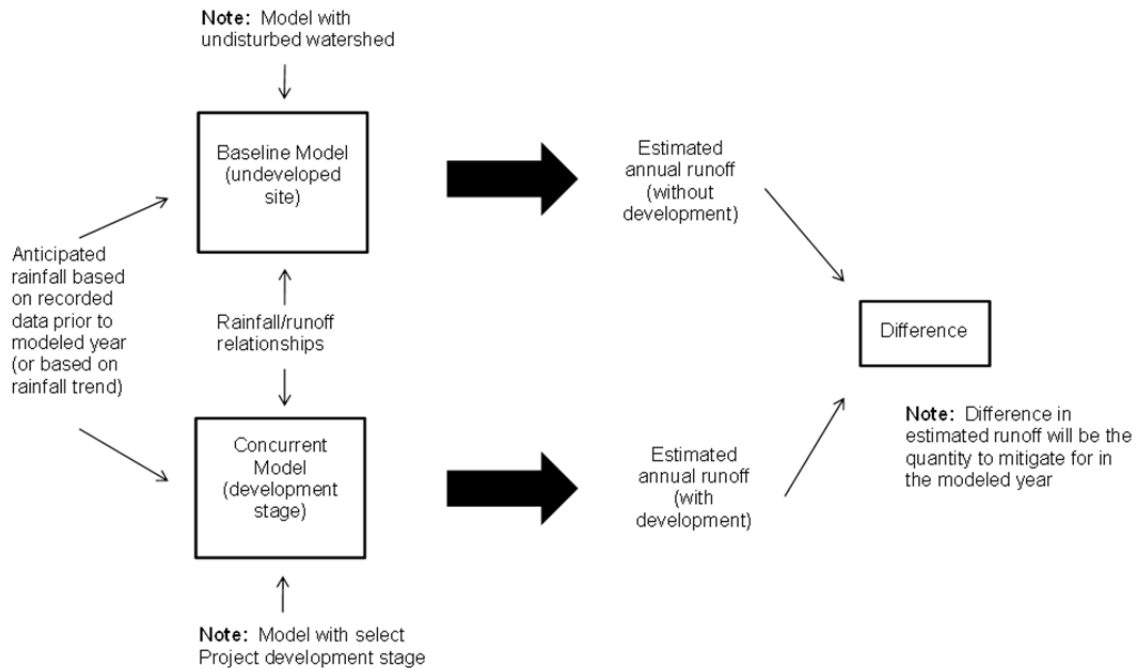 Note: Model with
undisturbed watershed
Baseline Model
(undeveloped
site)
Estimated
annual runoff
(without
development)
Anticipated
rainfall based
on recorded
data prior to
modeled year
(or based on
rainfall trend)
Rainfall/runoff
relationships
Difference
Note: Difference in
estimated runoff will be the
quantity to mitigate for in
the modeled year
Concurrent
Model
(development
stage)
Estimated
annual runoff
(with
development)
Note: Model with select
Project development stage